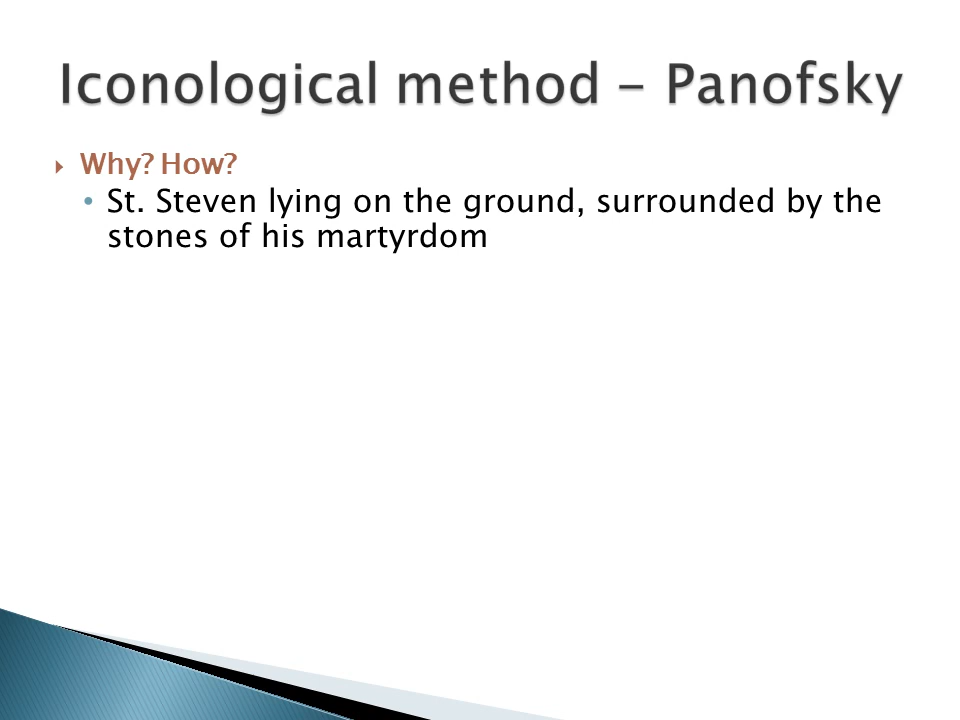 Iconological method - Panofsky
Why? How?
St. Steven lying on the ground, surrounded by the
stones of his martyrdom